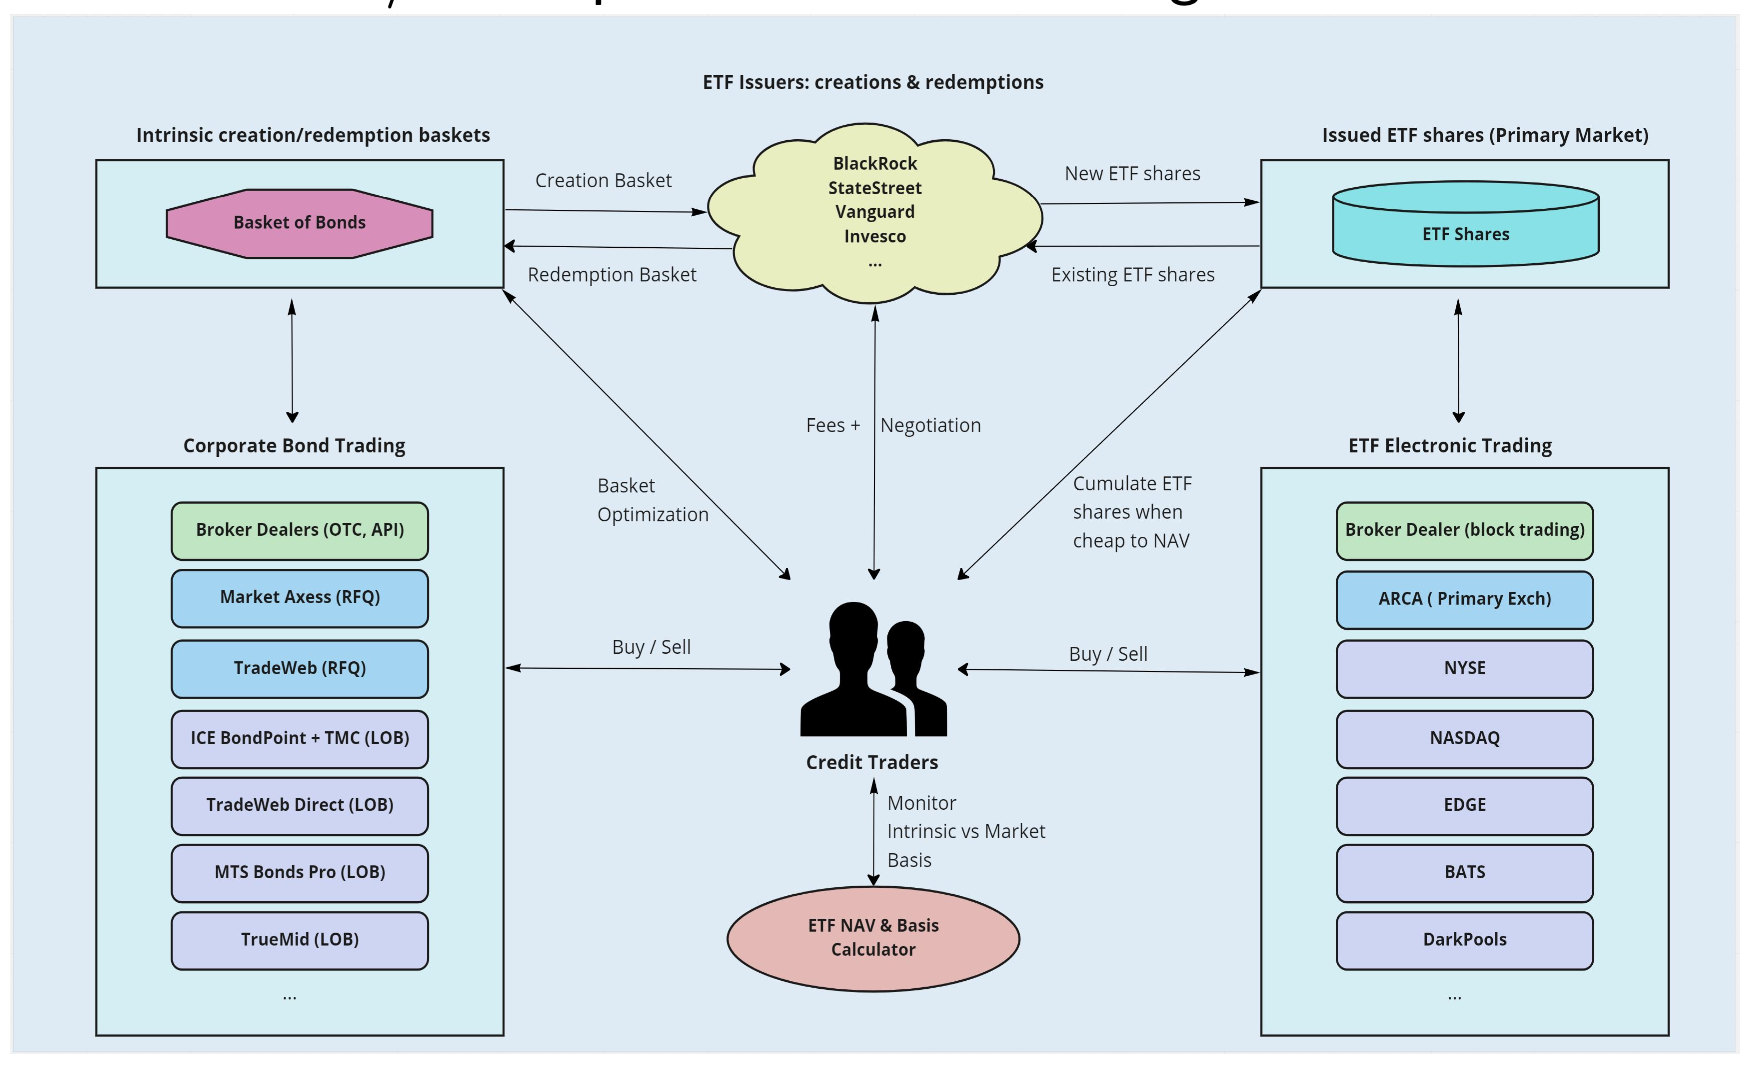 ETF Issuers: creations & redemptions
Intrinsic creation/redemption baskets
Issued ETF shares (Primary Market)
Basket of Bonds
Creation Basket
Redemption Basket
BlackRock
StateStreet
Vanguard
Invesco
...
New ETF shares
Existing ETF shares
ETF Shares
Fees +
Negotiation
Basket
Optimization
Cumulate ETF
shares when
cheap to NAV
Corporate Bond Trading
Broker Dealers (OTC, API)
Market Axess (RFQ)
TradeWeb (RFQ)
ICE BondPoint + TMC (LOB)
TradeWeb Direct (LOB)
MTS Bonds Pro (LOB)
TrueMid (LOB)
...
Buy / Sell
Buy / Sell
Credit Traders
Monitor
Intrinsic vs Market
Basis
ETF NAV & Basis
Calculator
ETF Electronic Trading
Broker Dealer (block trading)
ARCA ( Primary Exch)
NYSE
NASDAQ
EDGE
BATS
DarkPools
...